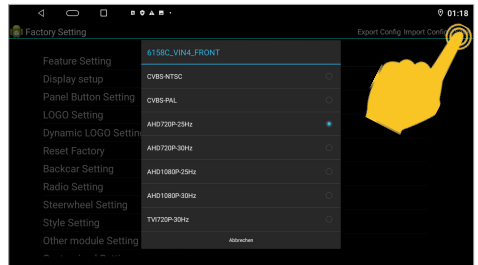 01:18
Factory Setting
Export Config Import Config
6158C_VIN4_FRONT
Feature Setting
CVBS-NTSC
Display setup
CVBS-PAL
Panel Button Setting
LOGO Setting
AHD720P-25Hz
Dynamic LOGO Settin
AHD720P-30Hz
Reset Factory
AHD1080P-25Hz
Backcar Setting
Radio Setting
AHD1080P-30Hz
Steerwheel Setting
Style Setting
TVI720P-30Hz
Other module Setting
Abbrechen